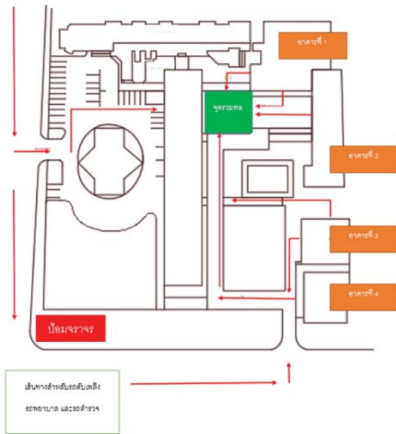 อาคารที่ 1
จุดรวมพล
อาคารที่ 2
อาคารที่ 3
อาคารที่ 4
ป้อมจราจร
เส้นทางสำหรับรถดับเพลิง
รถพยาบาล และรถตำรวจ